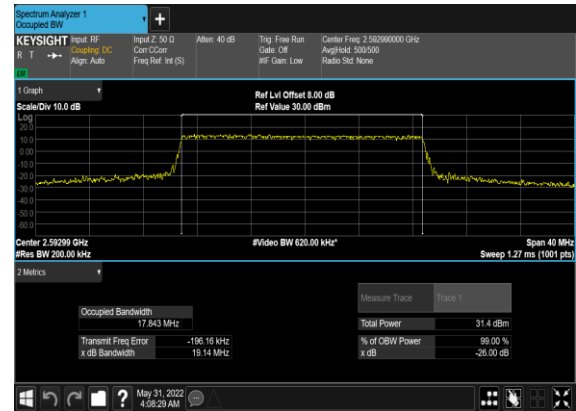 Spectrum Analyzer 1
Occupied BW
KEYSIGHT Input: RF Input Z: 50 Ω Atten: 40 dB Trig: Free Run Center Freq: 2.592990000 GHz
R T Coupling: DC Corr CCorr Gate: Off Avg|Hold: 500/500
Align: Auto Freq Ref: Int (S) #IF Gain: Low Radio Std: None
1 Graph
Ref Lvl Offset 8.00 dB
Scale/Div 10.0 dB Ref Value 30.00 dBm
Log
20.0
10.0
0.00
-10.0
-20.0
-30.0
-40.0
-50.0
-60.0
Center 2.59299 GHz #Video BW 620.00 kHz* Span 40 MHz
#Res BW 200.00 kHz Sweep 1.27 ms (1001 pts)
2 Metrics
Measure Trace Trace 1
Occupied Bandwidth
17.843 MHz Total Power 31.4 dBm
Transmit Freq Error -196.16 kHz % of OBW Power 99.00 %
x dB Bandwidth 19.14 MHz x dB -26.00 dB
? May 31, 2022
4:08:29 AM